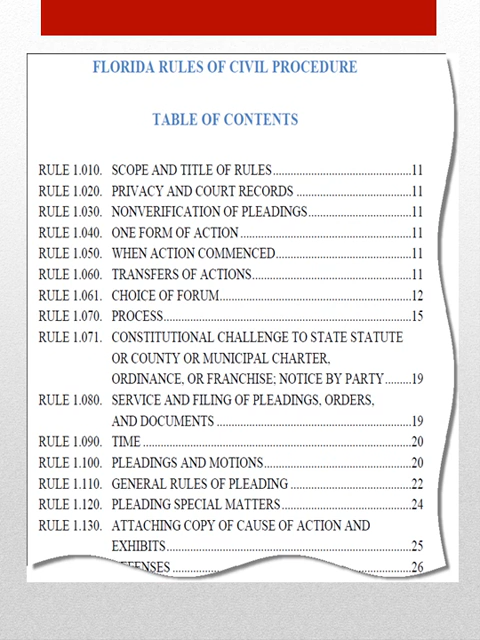 FLORIDA RULES OF CIVIL PROCEDURE
TABLE OF CONTENTS
RULE 1.010. SCOPE AND TITLE OF RULES................................................11
RULE 1.020. PRIVACY AND COURT RECORDS ........................................11
RULE 1.030. NONVERIFICATION OF PLEADINGS....................................11
RULE 1.040. ONE FORM OF ACTION............................................................11
RULE 1.050. WHEN ACTION COMMENCED...............................................11
RULE 1.060. TRANSFERS OF ACTIONS.......................................................11
RULE 1.061. CHOICE OF FORUM...................................................................12
RULE 1.070. PROCESS.......................................................................................15
RULE 1.071. CONSTITUTIONAL CHALLENGE TO STATE STATUTE
OR COUNTY OR MUNICIPAL CHARTER,
ORDINANCE, OR FRANCHISE; NOTICE BY PARTY.........19
RULE 1.080. SERVICE AND FILING OF PLEADINGS, ORDERS,
AND DOCUMENTS ....................................................................19
RULE 1.090. TIME ..............................................................................................20
RULE 1.100. PLEADINGS AND MOTIONS....................................................20
RULE 1.110. GENERAL RULES OF PLEADING ...........................................22
RULE 1.120. PLEADING SPECIAL MATTERS..............................................24
RULE 1.130. ATTACHING COPY OF CAUSE OF ACTION AND
EXHIBITS.....................................................................................25
..................................................................................26